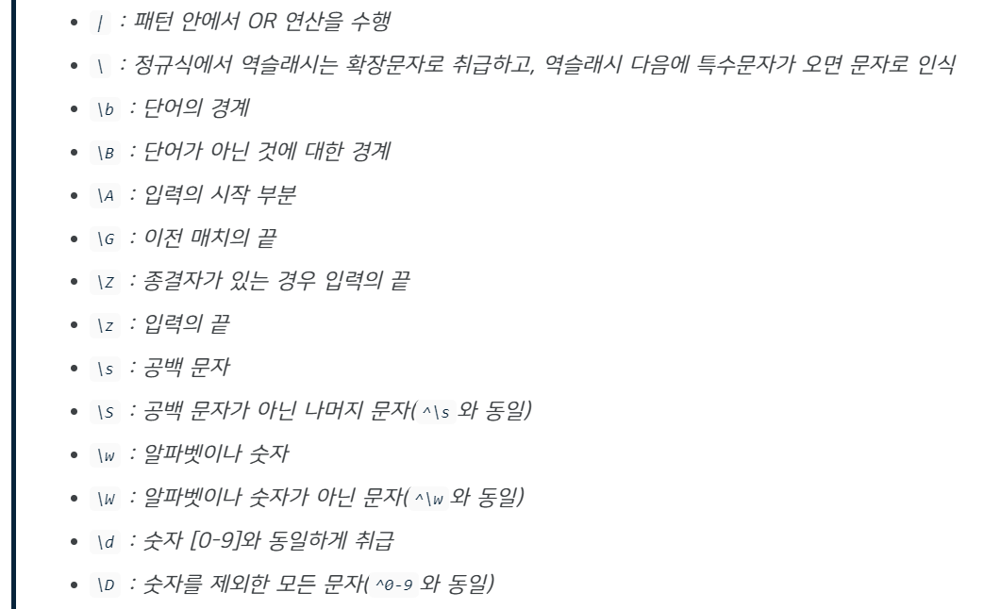 | : 패턴 안에서 OR 연산을 수행
\ : 정규식에서 역슬래시는 확장문자로 취급하고, 역슬래시 다음에 특수문자가 오면 문자로 인식
\b : 단어의 경계
\B : 단어가 아닌 것에 대한 경계
\A : 입력의 시작 부분
\G : 이전 매치의 끝
\Z : 종결자가 있는 경우 입력의 끝
\z : 입력의 끝
\s : 공백 문자
\S : 공백 문자가 아닌 나머지 문자( ^\s 와 동일)
\w : 알파벳이나 숫자
\W : 알파벳이나 숫자가 아닌 문자( ^\w 와 동일)
\d : 숫자 [0-9]와 동일하게 취급
\D : 숫자를 제외한 모든 문자( ^0-9 와 동일)